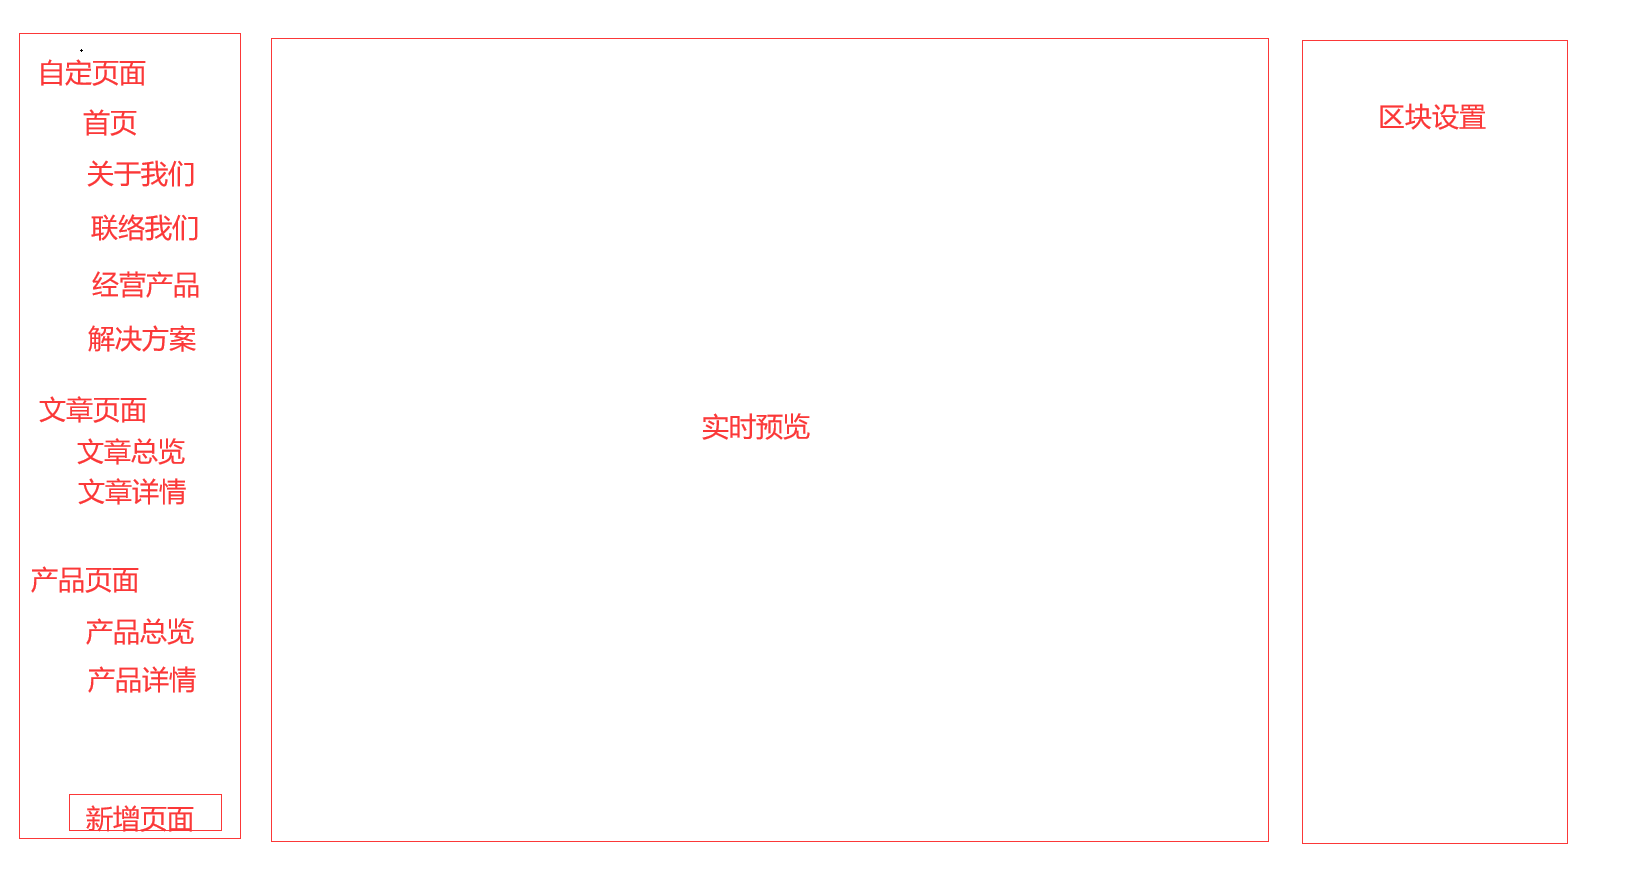 自定页面
首页
关于我们
联络我们
经营产品
解决方案
文章页面
文章总览
文章详情
产品页面
产品总览
产品详情
新增页面
实时预览
区块设置